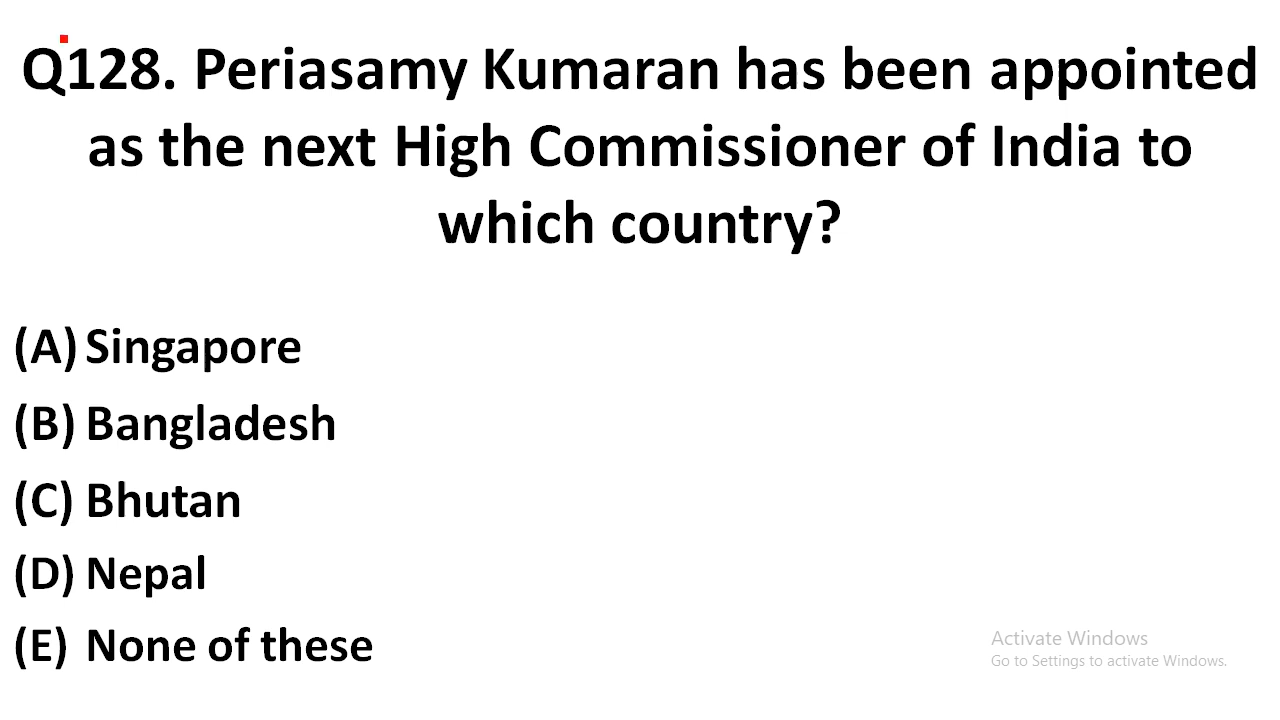 Q128. Periasamy Kumaran has been appointed
as the next High Commissioner of India to
which country?
(A) Singapore
(B) Bangladesh
(C) Bhutan
(D) Nepal
(E) None of these
Activate Windows
Go to Settings to activate Windows.